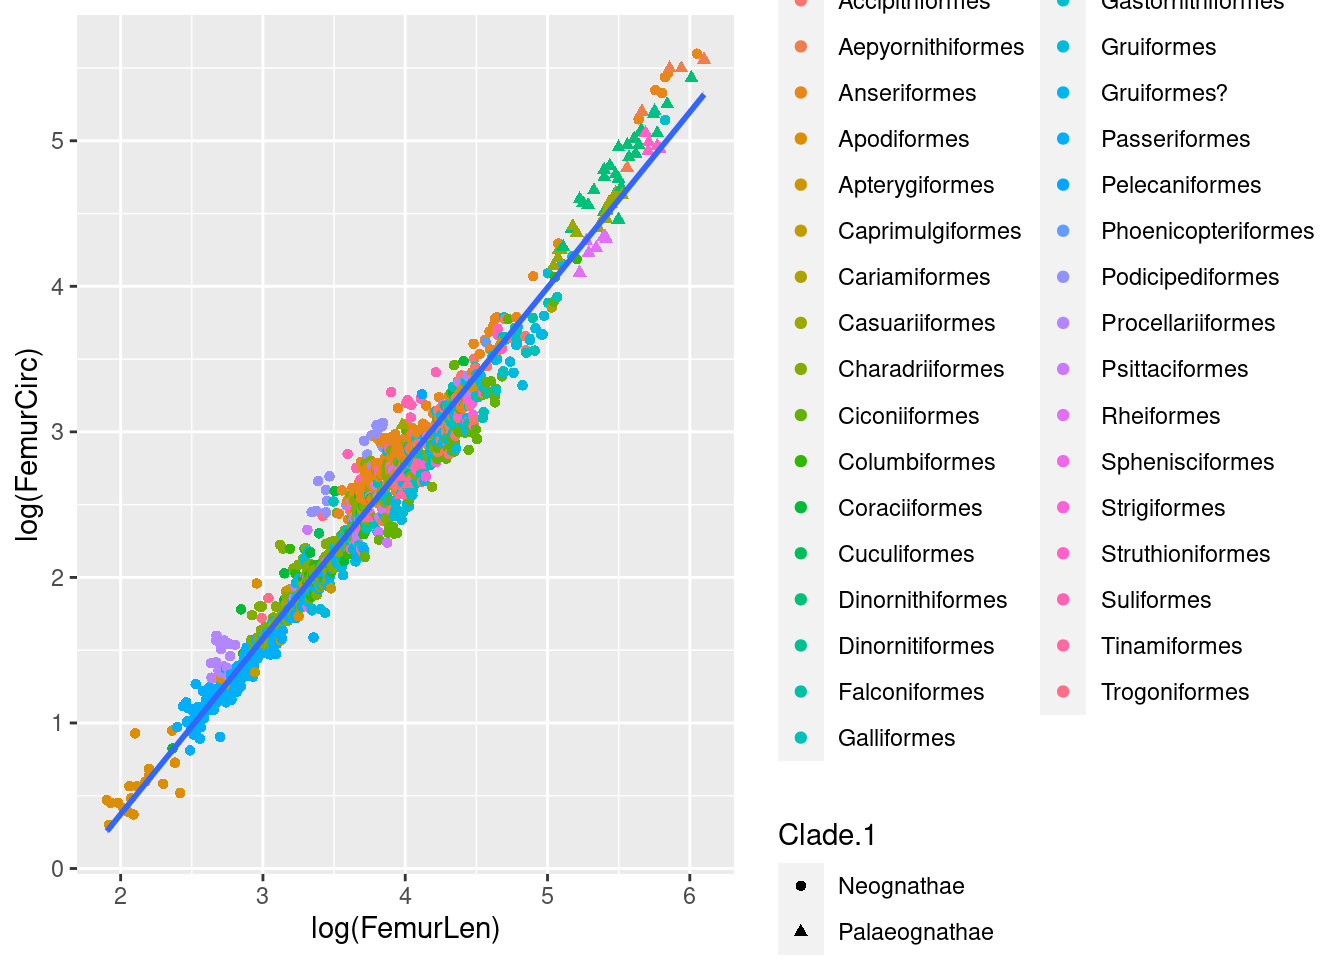 5
4
3
2
1
0
2
3
4
5
6
log(FemurLen)
log(FemurCirc)
Accipitriformes
Aepyornithiformes
Anseriformes
Apodiformes
Apterygiformes
Caprimulgiformes
Cariamiformes
Casuariiformes
Charadriiformes
Ciconiiformes
Columbiformes
Coraciiformes
Cuculiformes
Dinornithiformes
Dinornitiformes
Falconiformes
Galliformes
Gastornithiformes
Gruiformes
Gruiformes?
Passeriformes
Pelecaniformes
Phoenicopteriformes
Podicipediformes
Procellariiformes
Psittaciformes
Rheiformes
Sphenisciformes
Strigiformes
Struthioniformes
Suliformes
Tinamiformes
Trogoniformes
Clade.1
Neognathae
Palaeognathae